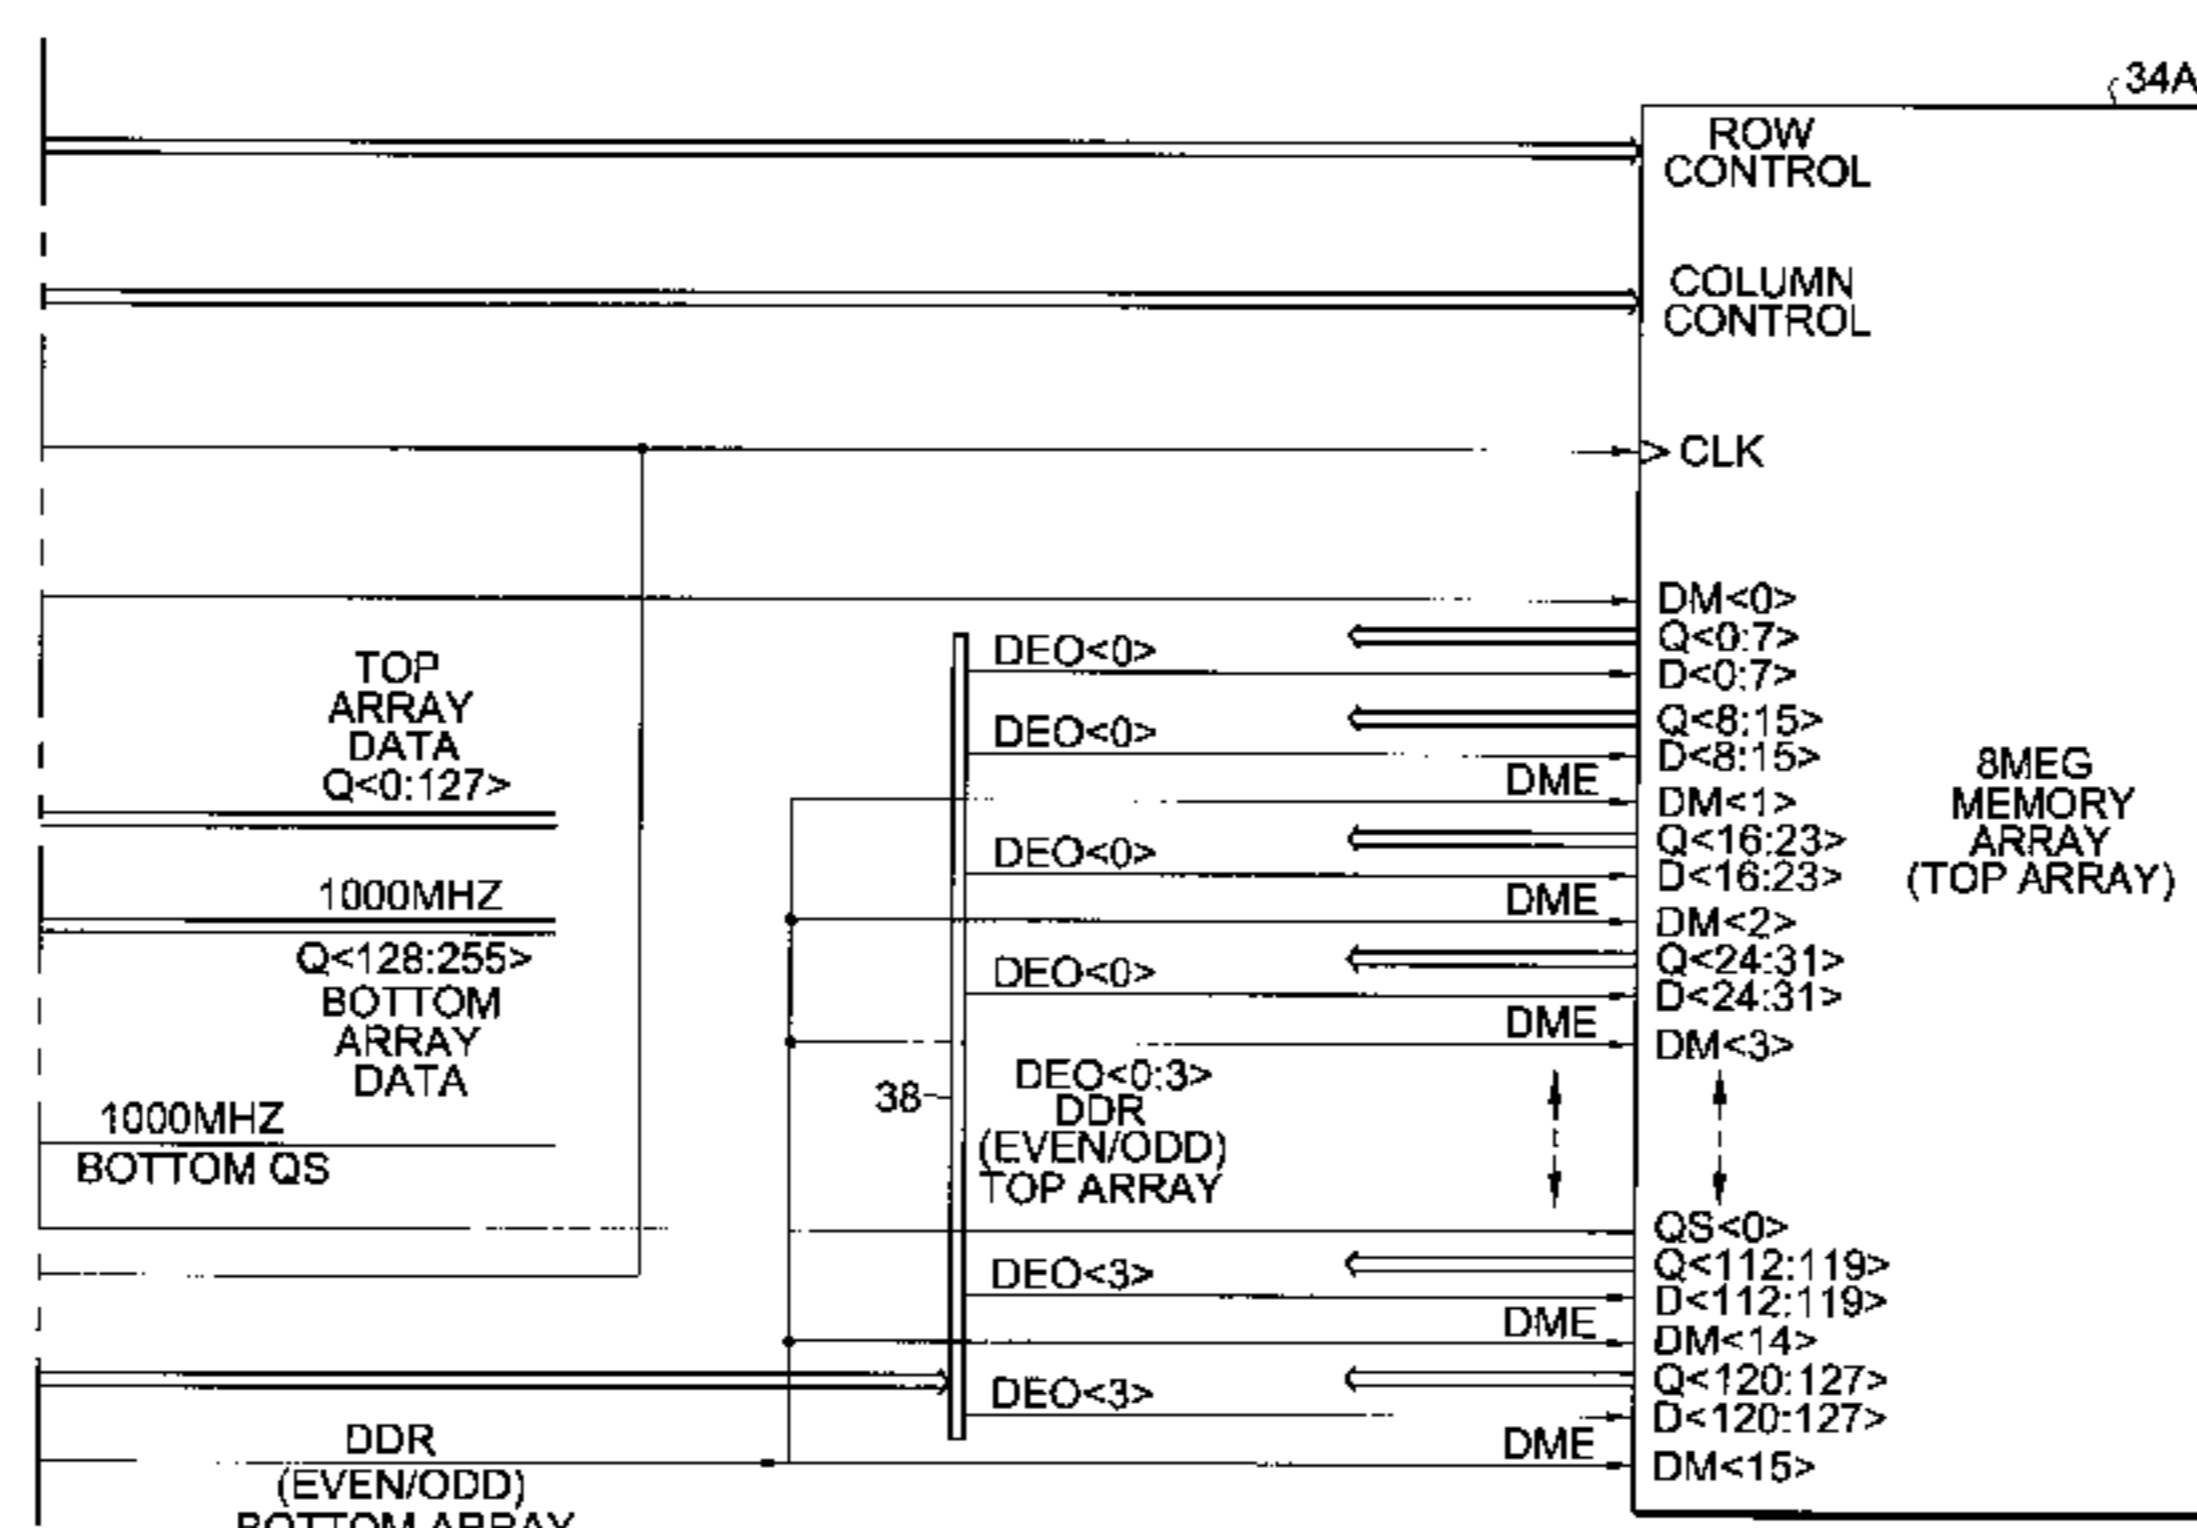 34A
ROW
CONTROL
COLUMN
CONTROL
CLK
DM<0>
Q<0:7>
DEO<0>
D<0:7>
Q<8:15>
DEO<0>
D<8:15>
DME
DM<1>
Q<16:23>
DEO<0>
D<16:23>
DME
DM<2>
Q<24:31>
DEO<0>
D<24:31>
DME
DM<3>
8MEG
MEMORY
ARRAY
(TOP ARRAY)
TOP
ARRAY
DATA
Q<0:127>
1000MHZ
Q<128:255>
BOTTOM
ARRAY
DATA
1000MHZ
BOTTOM QS
38
DEO<0:3>
DDR
(EVEN/ODD)
TOP ARRAY
QS<0>
Q<112:119>
DEO<3>
D<112:119>
DME
DM<14>
Q<120:127>
DEO<3>
D<120:127>
DME
DM<15>
DDR
(EVEN/ODD)
BOTTOM ARRAY